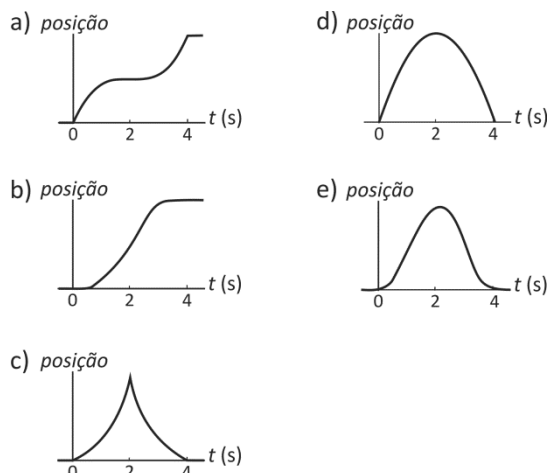 a) posição
t (s)
0 2 4
b) posição
t (s)
0 2 4
c) posição
t (s)
0 2 4
d) posição
t (s)
0 2 4
e) posição
t (s)
0 2 4